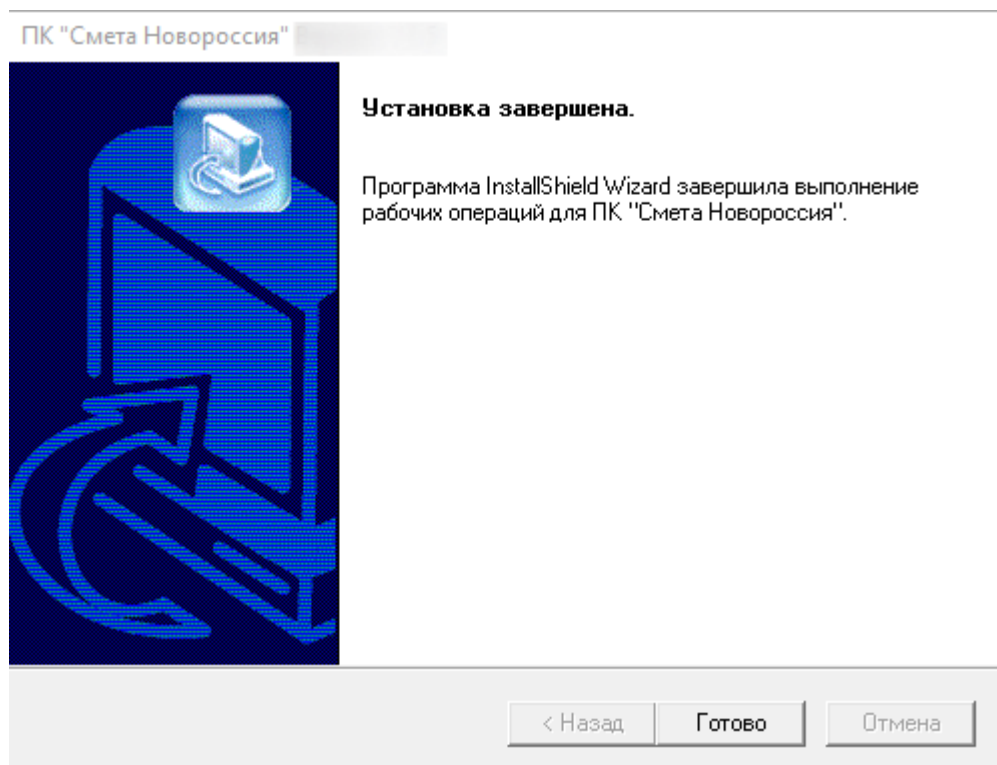 ПК "Смета Новороссия"
Установка завершена.
Программа InstallShield Wizard завершила выполнение
рабочих операций для ПК "Смета Новороссия".
< Назад
Готово
Отмена